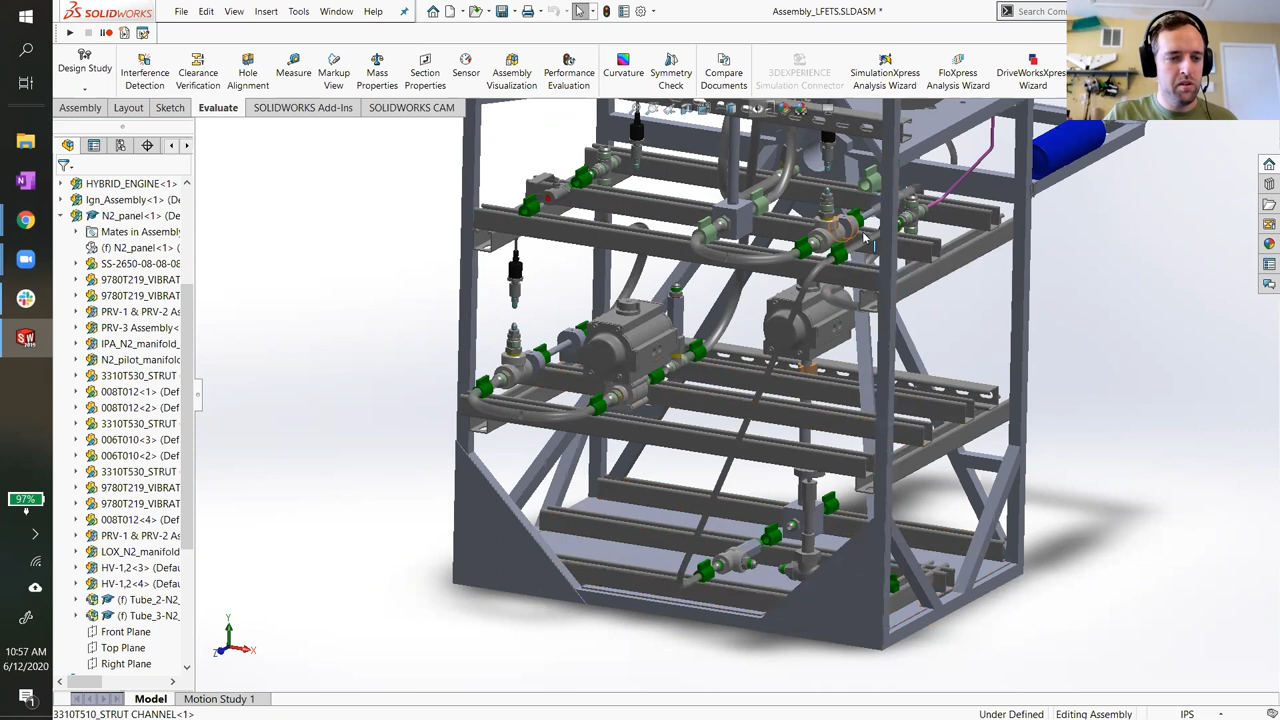 SOLIDWORKS
File Edit View Insert Tools Window Help
Assembly_LFETS.SLDASM *
Search Como
Design Study
Interference Detection
Clearance Verification
Hole Alignment
Measure
Markup View
Mass Properties
Section Properties
Sensor
Assembly Visualization
Performance Evaluation
Curvature
Symmetry Check
Compare Documents
3DEXPERIENCE Simulation Connector
SimulationXpress Analysis Wizard
FloXpress Analysis Wizard
DriveWorksXpress Wizard
Assembly Layout Sketch Evaluate SOLIDWORKS Add-Ins SOLIDWORKS CAM
HYBRID_ENGINE<1>
Ign_Assembly<1> (De
N2_panel<1> (De
Mates in Assembl
(f) N2_panel<1> (
SS-2650-08-08-08
9780T219_VIBRAT
9780T219_VIBRAT
PRV-1 & PRV-2 As
PRV-3 Assembly<
IPA_N2_manifold
N2_pilot_manifol
3310T530_STRUT
008T012<1> (Def
008T012<2> (Def
3310T530_STRUT
006T010<3> (Def
006T010<2> (Def
3310T530_STRUT
9780T219_VIBRAT
9780T219_VIBRAT
008T012<4> (Def
PRV-1 & PRV-2 As
LOX_N2_manifold
HV-1,2<3> (Defau
HV-1,2<4> (Defau
(f) Tube_2-N2_
(f) Tube_3-N2_
Front Plane
Top Plane
Right Plane
97%
10:57 AM
6/12/2020
1
Y
X
Z
Model Motion Study 1
3310T510_STRUT CHANNEL<1>
Under Defined Editing Assembly IPS